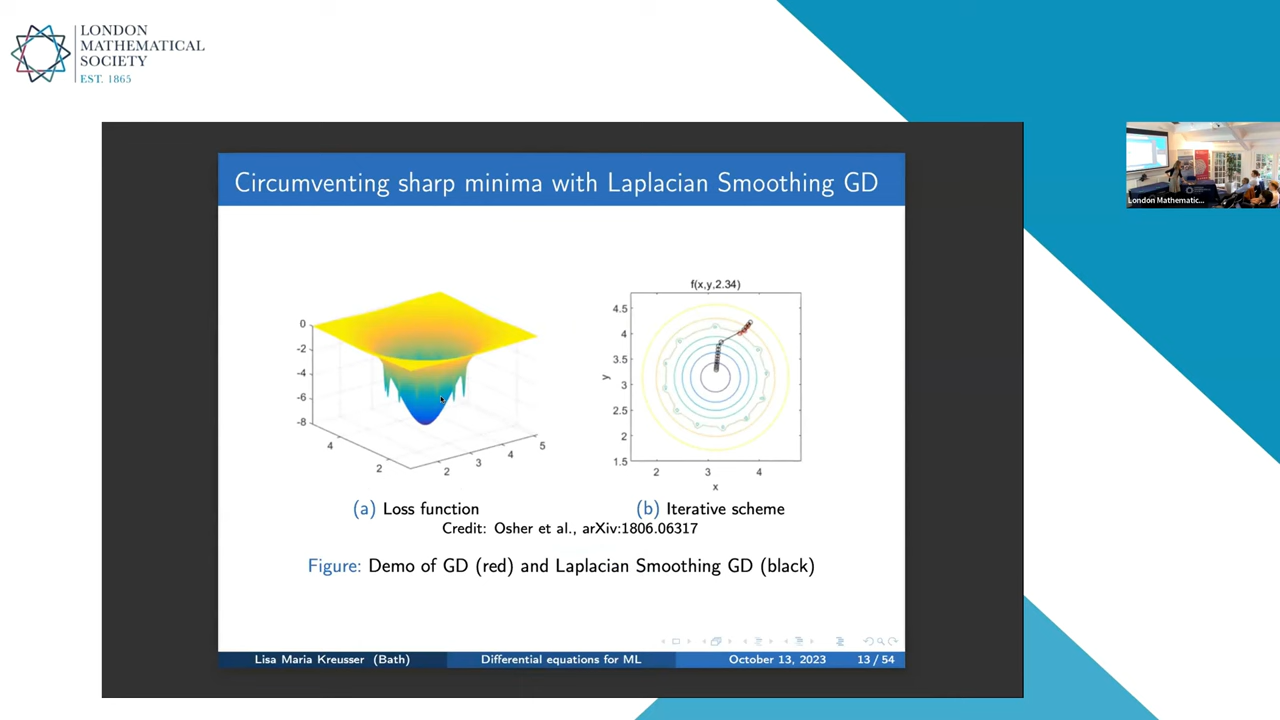 LONDON
MATHEMATICAL
SOCIETY
EST. 1865
Circumventing sharp minima with Laplacian Smoothing GD
0
-2
-4
-6
-8
4
2
2
3
4
5
f(x,y,2.34)
4.5
4
3.5
3
2.5
2
1.5
y
2
3
4
x
(a) Loss function
(b) Iterative scheme
Credit: Osher et al., arXiv:1806.06317
Figure: Demo of GD (red) and Laplacian Smoothing GD (black)
Lisa Maria Kreusser (Bath)
Differential equations for ML
October 13, 2023
13 / 54
London Mathematic...